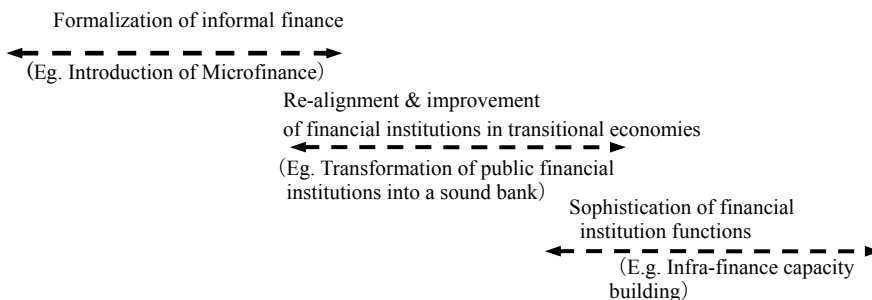 Formalization of informal finance
(Eg. Introduction of Microfinance)
Re-alignment & improvement
of financial institutions in transitional economies
(Eg. Transformation of public financial
institutions into a sound bank)
Sophistication of financial
institution functions
(E.g. Infra-finance capacity
building)